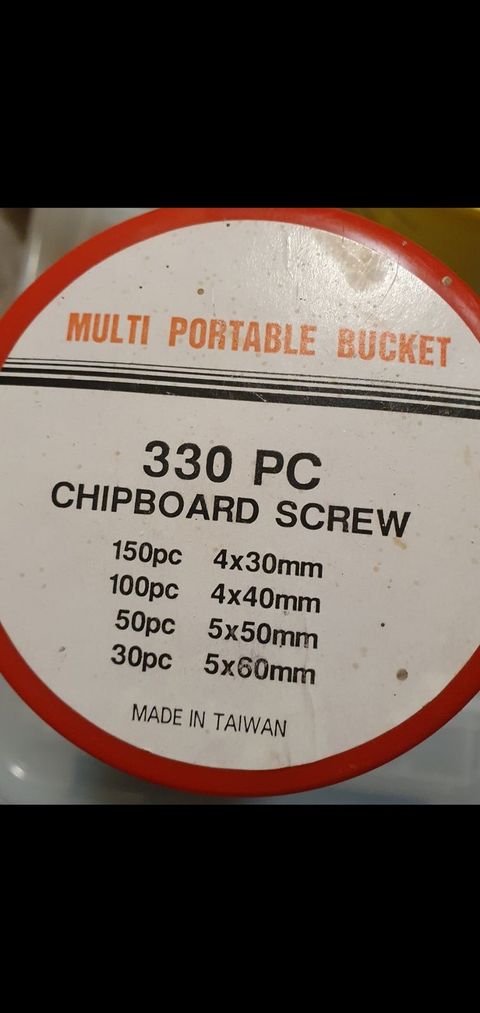 MULTI PORTABLE BUCKET
330 PC
CHIPBOARD SCREW
150pc 4x30mm
100pc 4x40mm
50pc 5x50mm
30pc 5x60mm
MADE IN TAIWAN